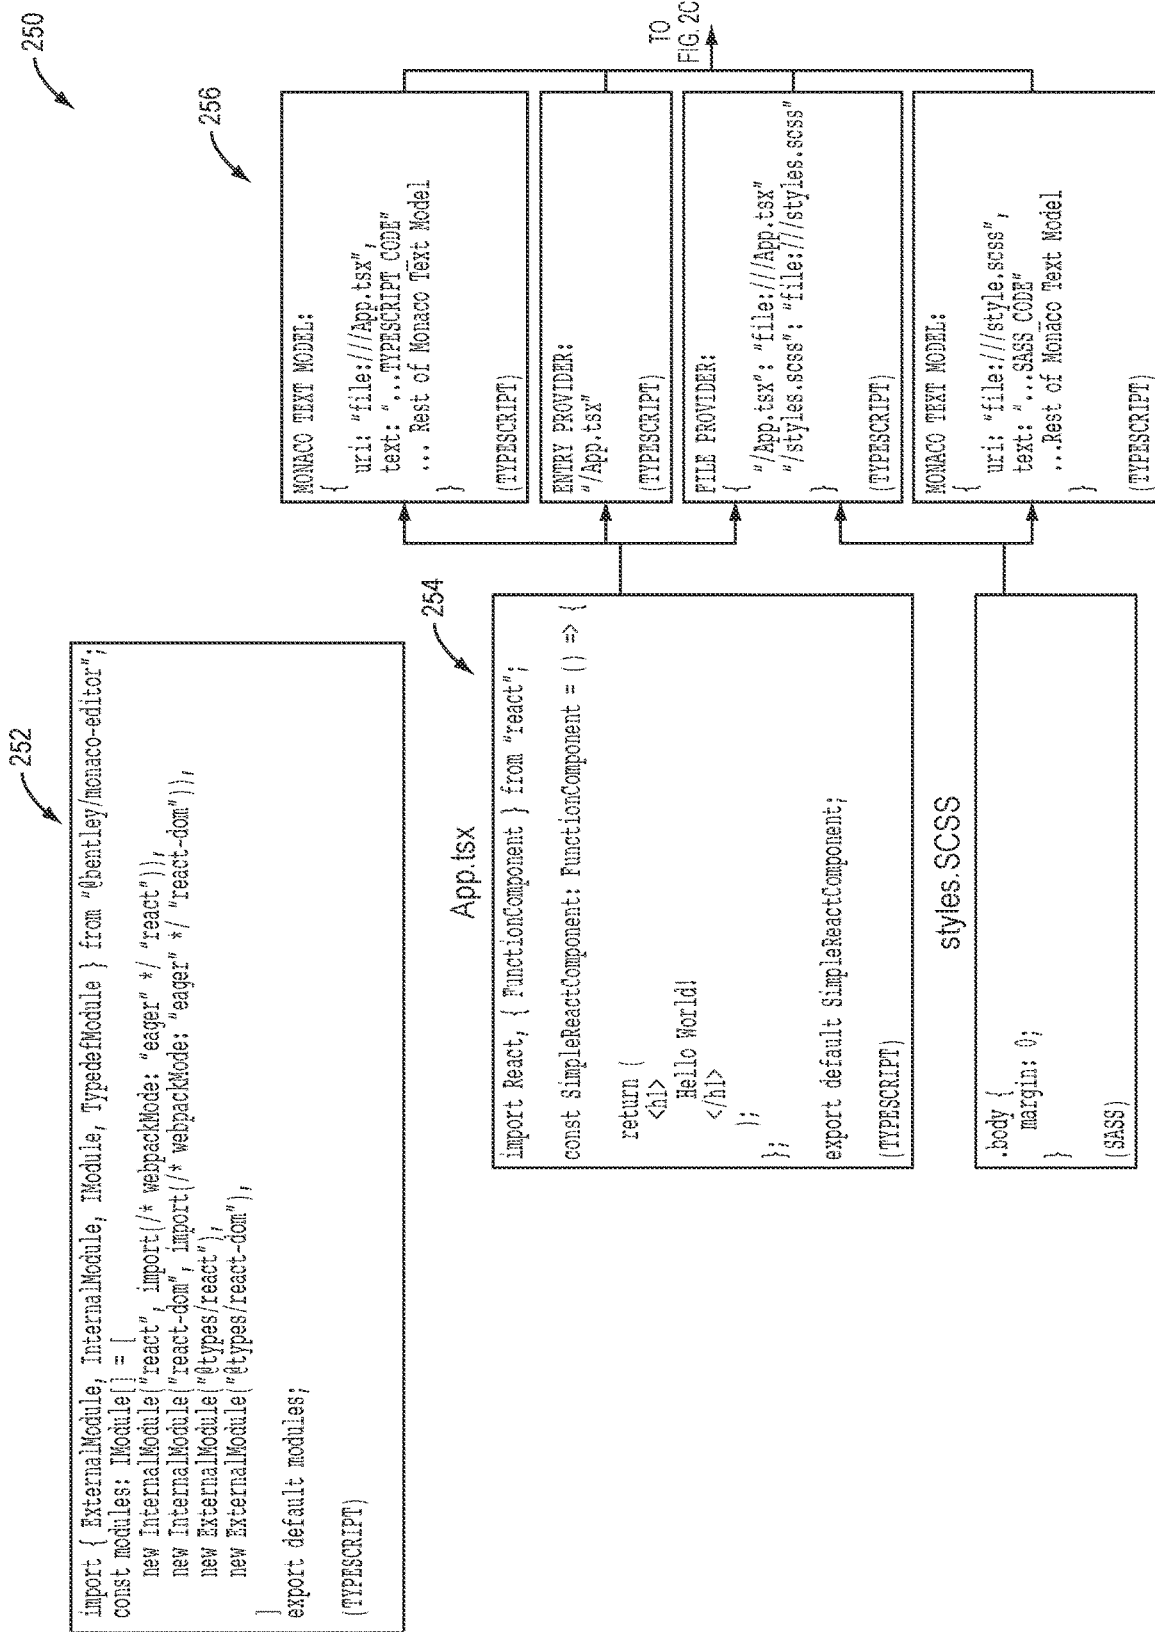 250
252
import { ExternalModule, InternalModule, IModule, TypedefModule } from "@bentley/monaco-editor";
const modules: IModule[] = [
new InternalModule("react", import(/* webpackMode: "eager" */ "react")),
new InternalModule("react-dom", import(/* webpackMode: "eager" */ "react-dom")),
new ExternalModule("@types/react"),
new ExternalModule("@types/react-dom"),
]
export default modules;
(TYPESCRIPT)
254
App.tsx
import React, { FunctionComponent } from "react";
const SimpleReactComponent: FunctionComponent = () => {
return (
<h1>
Hello World!
</h1>
);
};
export default SimpleReactComponent;
(TYPESCRIPT)
styles.SCSS
.body {
margin: 0;
}
(SASS)
256
MONACO TEXT MODEL:
{
uri: "file:///App.tsx",
text: "...TYPESCRIPT CODE"
... Rest of Monaco Text Model
}
(TYPESCRIPT)
ENTRY PROVIDER:
"/App.tsx"
(TYPESCRIPT)
FILE PROVIDER:
{
"/App.tsx": "file:///App.tsx"
"/styles.scss": "file:///styles.scss"
}
(TYPESCRIPT)
MONACO TEXT MODEL:
{
uri: "file:///style.scss",
text: "...SASS CODE"
...Rest of Monaco Text Model
}
(TYPESCRIPT)
TO
FIG. 2C